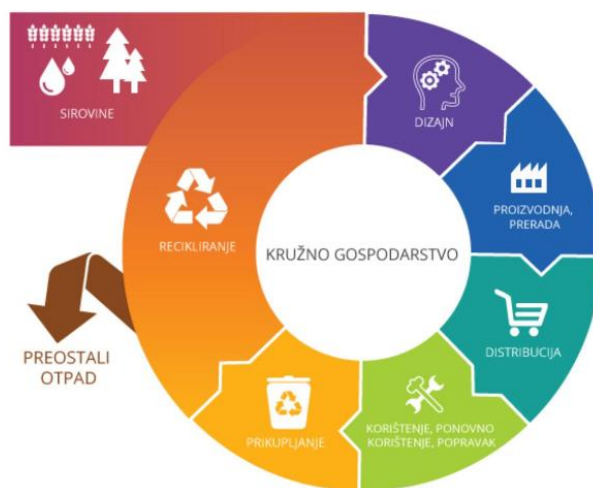 SIROVINE
DIZAJN
PROIZVODNJA,
PRERADA
DISTRIBUCIJA
KORIŠTENJE, PONOVNO
KORIŠTENJE, POPRAVAK
PRIKUPLJANJE
RECIKLIRANJE
KRUŽNO GOSPODARSTVO
PREOSTALI
OTPAD